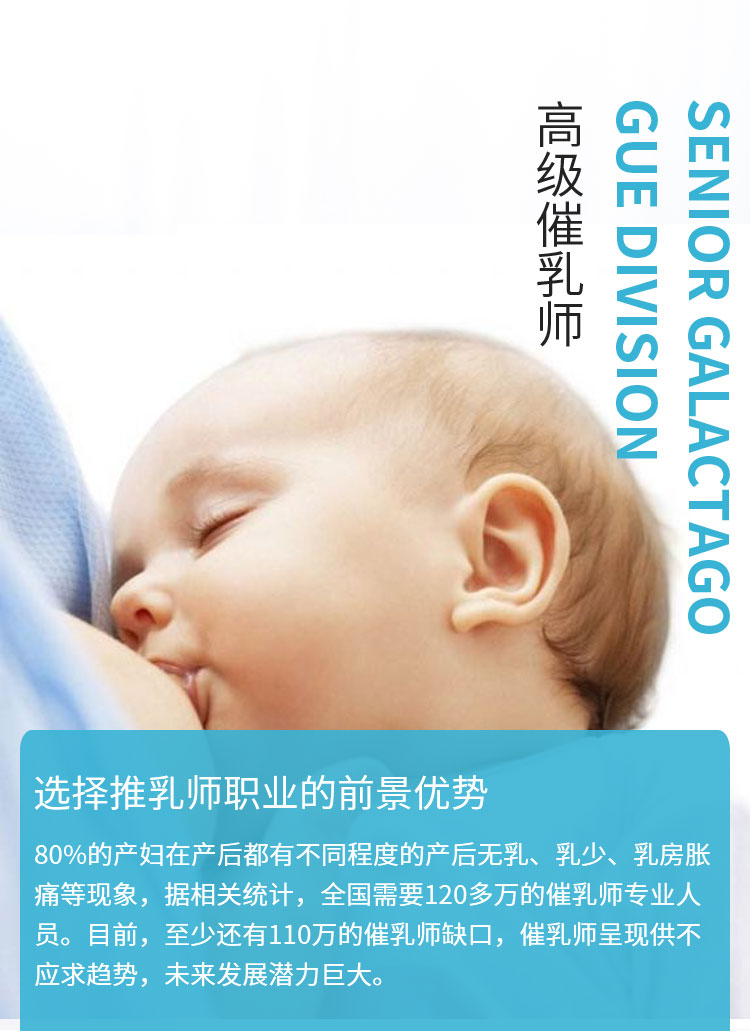 SENIOR GALACTAGO
GUE DIVISION
高级催乳师
选择推乳师职业的前景优势
80%的产妇在产后都有不同程度的产后无乳、乳少、乳房胀
痛等现象，据相关统计，全国需要120多万的催乳师专业人
员。目前，至少还有110万的催乳师缺口，催乳师呈现供不
应求趋势，未来发展潜力巨大。